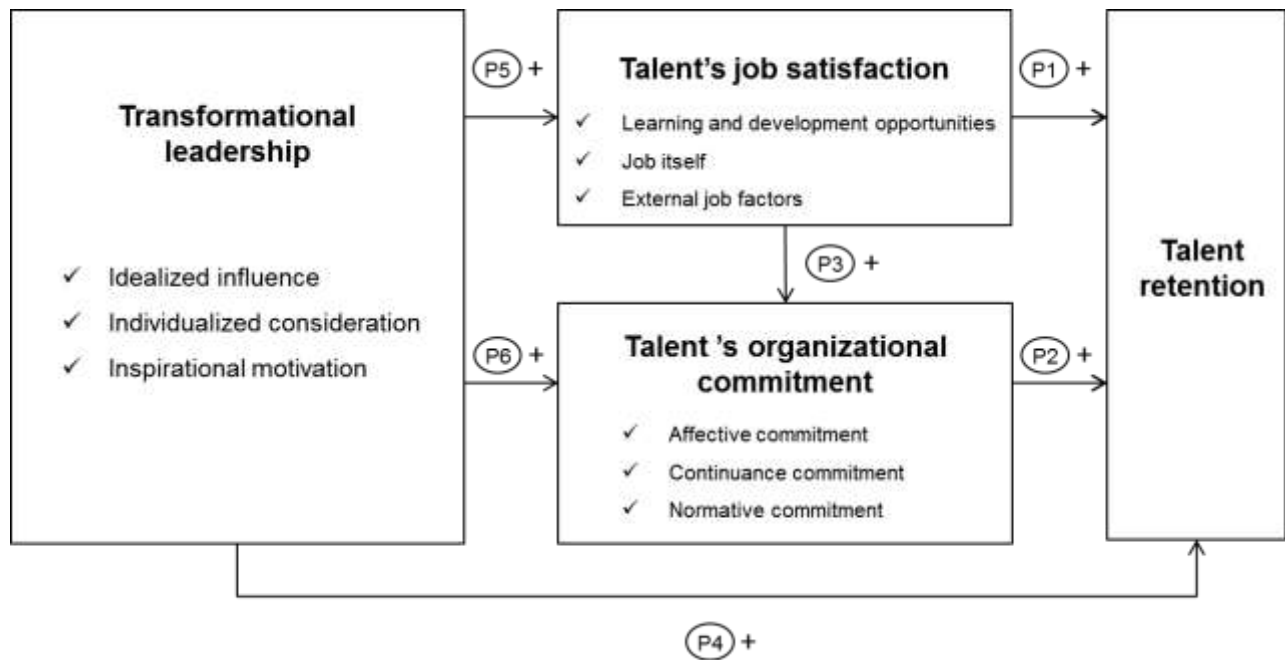 Transformational
leadership
✓ Idealized influence
✓ Individualized consideration
✓ Inspirational motivation
P5 +
P6 +
Talent's job satisfaction
✓ Learning and development opportunities
✓ Job itself
✓ External job factors
P3 +
Talent 's organizational
commitment
✓ Affective commitment
✓ Continuance commitment
✓ Normative commitment
P1 +
P2 +
Talent
retention
P4 +